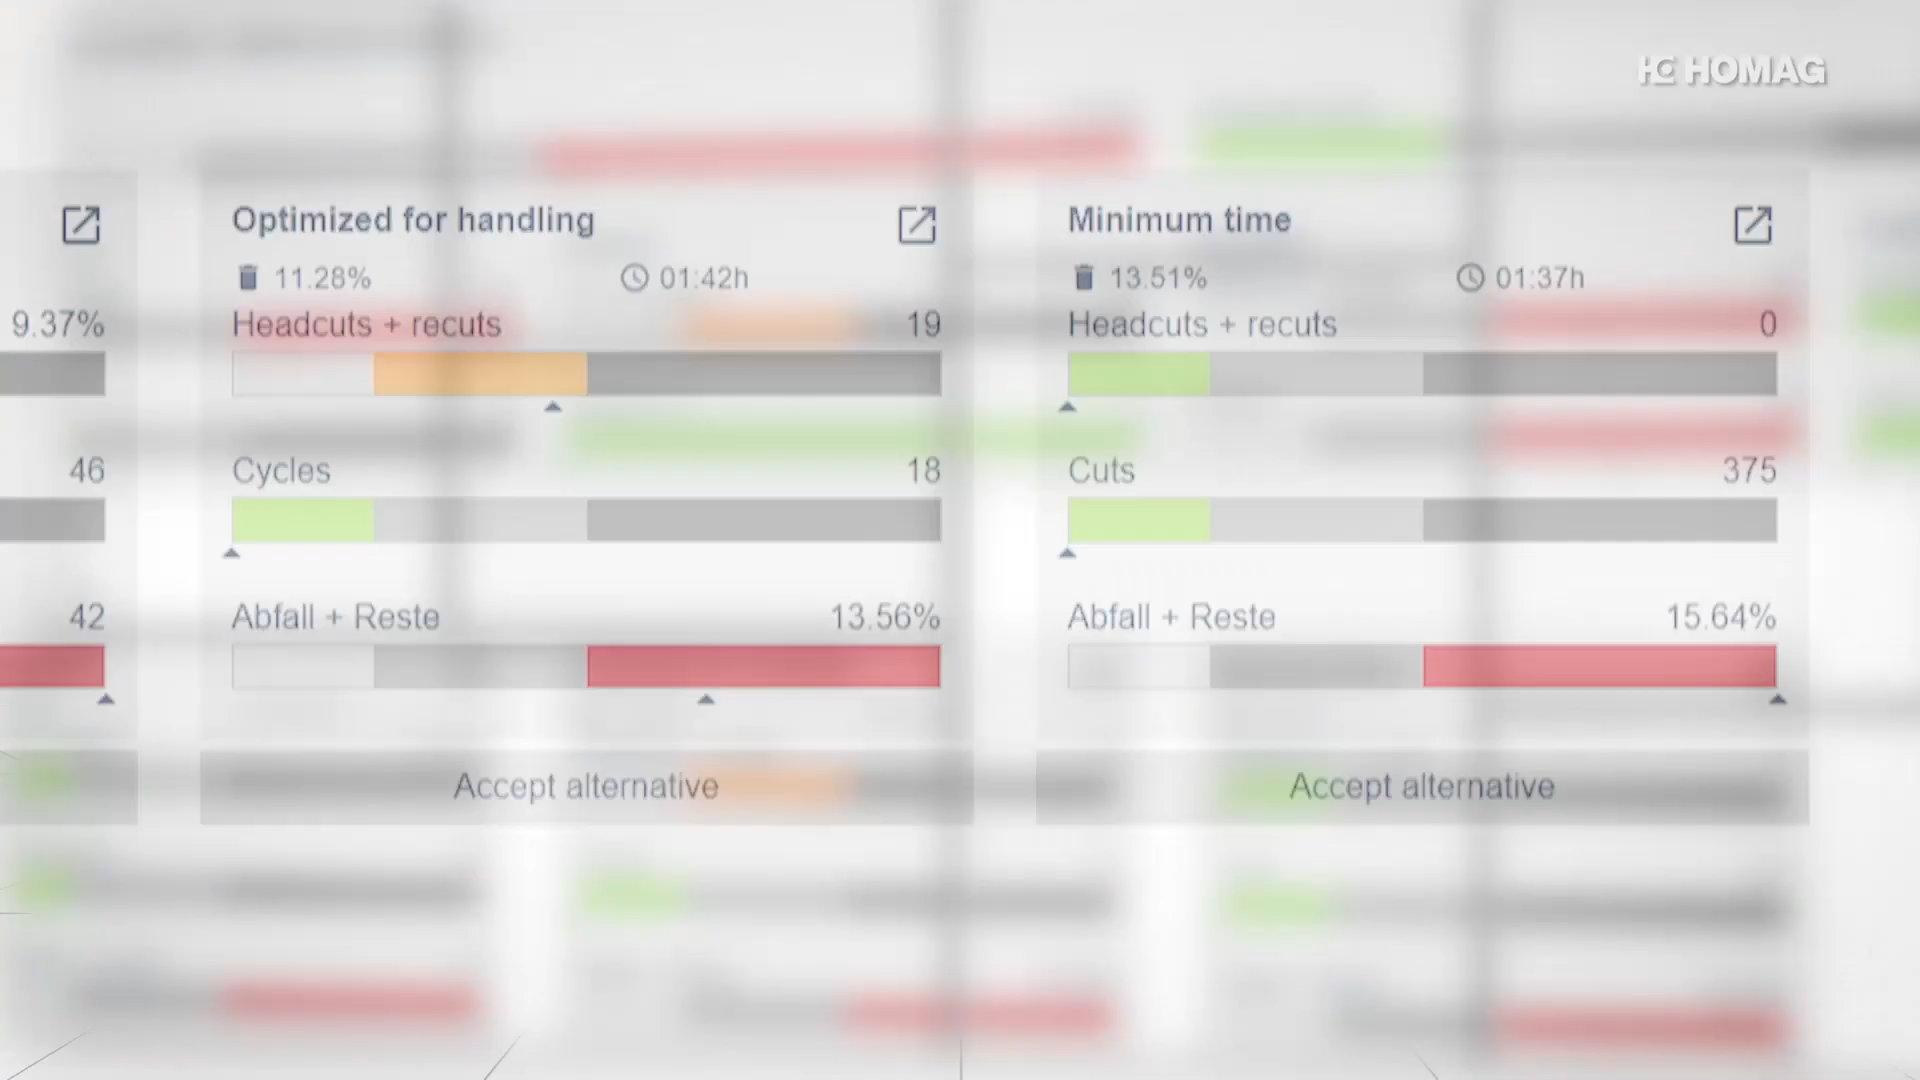 HOMAG
9.37%
46
42
Optimized for handling
11.28% 01:42h
Headcuts + recuts 19
Cycles 18
Abfall + Reste 13.56%
Accept alternative
Minimum time
13.51% 01:37h
Headcuts + recuts 0
Cuts 375
Abfall + Reste 15.64%
Accept alternative